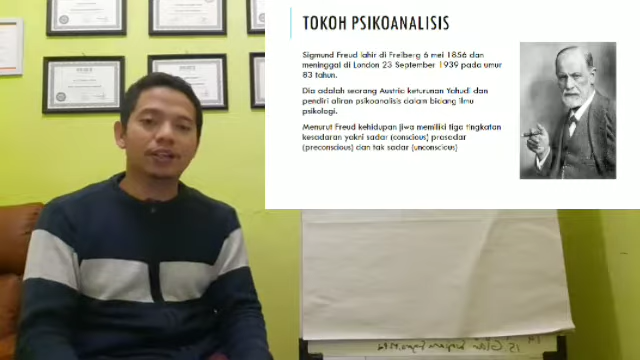 TOKOH PSIKOANALISIS
Sigmund Freud lahir di Freiberg 6 mei 1856 dan
meninggal di London 23 September 1939 pada umur
83 tahun.
Dia adalah seorang Austria keturunan Yahudi dan
pendiri aliran psikoanalisis dalam bidang ilmu
psikologi.
Menurut Freud kehidupan jiwa memiliki tiga tingkatan
kesadaran yakni sadar (conscious) prasadar
(preconscious) dan tak sadar (unconscious)